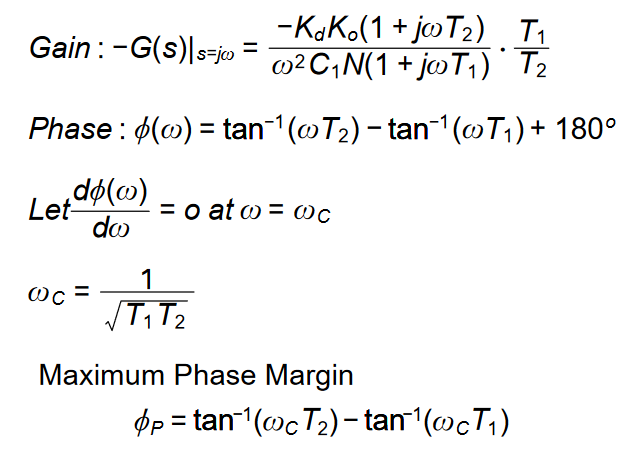 Gain : −G(s)|s=jω = −KdKo(1 + jωT2) / ω²C1N(1 + jωT1) · T1 / T2
Phase : ϕ(ω) = tan⁻¹(ωT2) − tan⁻¹(ωT1) + 180°
Let dϕ(ω) / dω = o at ω = ωC
ωC = 1 / √T1T2
Maximum Phase Margin
ϕP = tan⁻¹(ωCT2) − tan⁻¹(ωCT1)